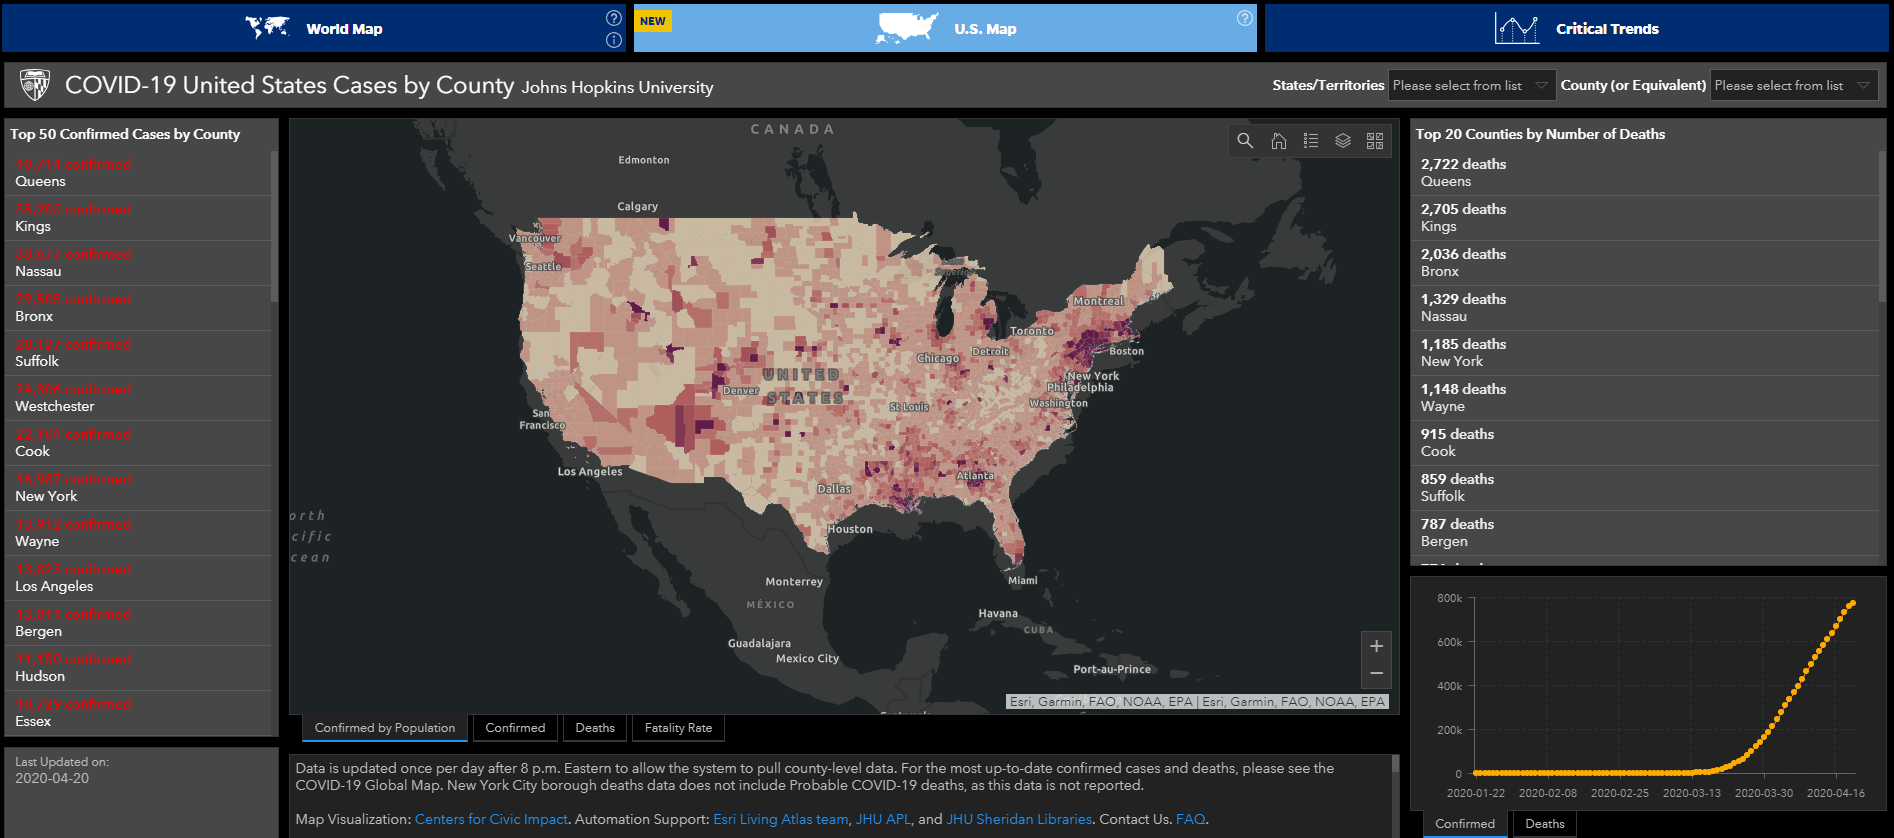 World Map
NEW
U.S. Map
Critical Trends
COVID-19 United States Cases by County Johns Hopkins University
States/Territories Please select from list County (or Equivalent) Please select from list
Top 50 Confirmed Cases by County
40,714 confirmed
Queens
35,203 confirmed
Kings
30,677 confirmed
Nassau
29,505 confirmed
Bronx
28,127 confirmed
Suffolk
24,306 confirmed
Westchester
22,101 confirmed
Cook
16,987 confirmed
New York
13,912 confirmed
Wayne
13,823 confirmed
Los Angeles
13,011 confirmed
Bergen
11,150 confirmed
Hudson
10,729 confirmed
Essex
Last Updated on:
2020-04-20
CANADA
Edmonton
Calgary
Vancouver
Seattle
Superior
Montreal
Toronto
Boston
Chicago
Detroit
New York
Philadelphia
UNITED
STATES
Denver
Washington
St Louis
San
Francisco
Los Angeles
Atlanta
Dallas
Houston
orth
cific
cean
Miami
Monterrey
MÉXICO
Havana
CUBA
Guadalajara
Mexico City
Port-au-Prince
Esri, Garmin, FAO, NOAA, EPA | Esri, Garmin, FAO, NOAA, EPA
Confirmed by Population
Confirmed
Deaths
Fatality Rate
Data is updated once per day after 8 p.m. Eastern to allow the system to pull county-level data. For the most up-to-date confirmed cases and deaths, please see the
COVID-19 Global Map. New York City borough deaths data does not include Probable COVID-19 deaths, as this data is not reported.
Map Visualization: Centers for Civic Impact. Automation Support: Esri Living Atlas team, JHU APL, and JHU Sheridan Libraries. Contact Us. FAQ.
Top 20 Counties by Number of Deaths
2,722 deaths
Queens
2,705 deaths
Kings
2,036 deaths
Bronx
1,329 deaths
Nassau
1,185 deaths
New York
1,148 deaths
Wayne
915 deaths
Cook
859 deaths
Suffolk
787 deaths
Bergen
800k
600k
400k
200k
0
2020-01-22
2020-02-08
2020-02-25
2020-03-13
2020-03-30
2020-04-16
Confirmed
Deaths